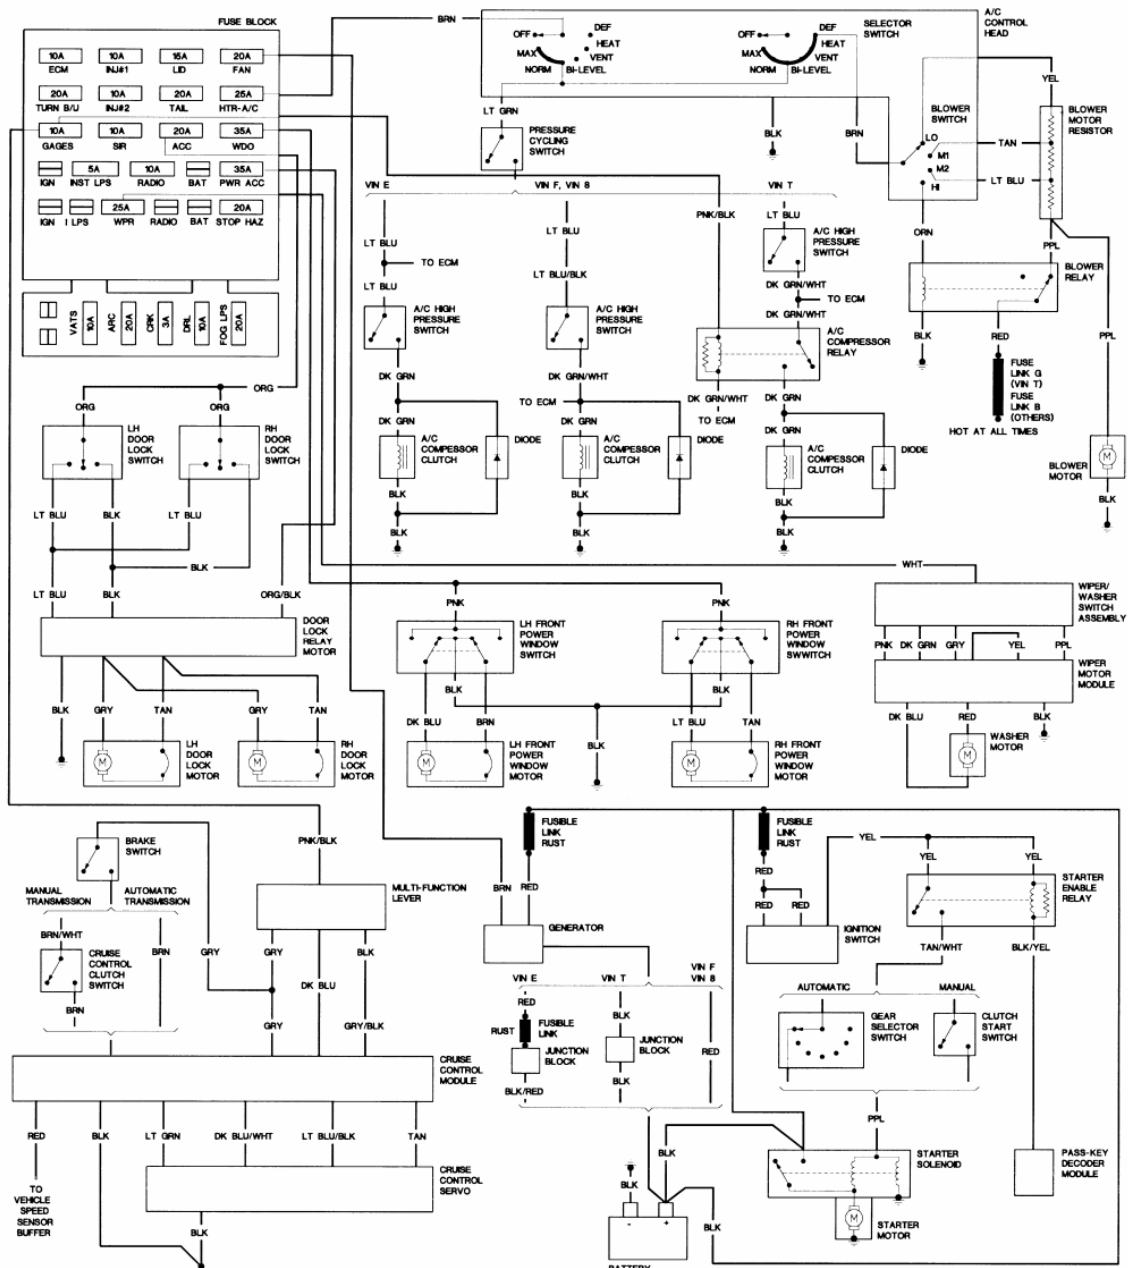 FUSE BLOCK
10A
10A
15A
20A
ECM
INJ#1
LID
FAN
20A
10A
20A
25A
TURN B/U
INJ#2
TAIL
HTR-A/C
10A
10A
20A
35A
GAGES
SIR
ACC
WDO
5A
10A
35A
IGN
INST LPS
RADIO
BAT
PWR ACC
25A
20A
IGN
I LPS
WPR
RADIO
BAT
STOP HAZ
VATS
10A
ARC
20A
CRK
3A
DRL
10A
FOG LPS
20A
BRN
OFF
DEF
HEAT
VENT
BI-LEVEL
NORM
MAX
OFF
DEF
HEAT
VENT
BI-LEVEL
NORM
MAX
SELECTOR
SWITCH
A/C
CONTROL
HEAD
LT GRN
PRESSURE
CYCLING
SWITCH
BLK
BRN
BLOWER
SWITCH
LO
M1
M2
HI
YEL
TAN
LT BLU
BLOWER
MOTOR
RESISTOR
ORN
PPL
BLOWER
RELAY
BLK
RED
PPL
FUSE
LINK G
(VIN T)
FUSE
LINK B
(OTHERS)
HOT AT ALL TIMES
BLOWER
MOTOR
M
BLK
VIN E
VIN F, VIN 8
VIN T
LT BLU
TO ECM
LT BLU
A/C HIGH
PRESSURE
SWITCH
DK GRN
DK GRN
A/C
COMPESSOR
CLUTCH
DIODE
BLK
BLK
LT BLU
LT BLU/BLK
A/C HIGH
PRESSURE
SWITCH
DK GRN/WHT
TO ECM
DK GRN
A/C
COMPESSOR
CLUTCH
DIODE
BLK
BLK
PNK/BLK
LT BLU
A/C HIGH
PRESSURE
SWITCH
DK GRN/WHT
TO ECM
DK GRN/WHT
A/C
COMPRESSOR
RELAY
DK GRN/WHT
TO ECM
DK GRN
DK GRN
A/C
COMPESSOR
CLUTCH
DIODE
BLK
BLK
ORG
ORG
ORG
LH
DOOR
LOCK
SWITCH
RH
DOOR
LOCK
SWITCH
LT BLU
BLK
LT BLU
BLK
LT BLU
BLK
ORG/BLK
DOOR
LOCK
RELAY
MOTOR
BLK
GRY
TAN
GRY
TAN
M
LH
DOOR
LOCK MOTOR
M
RH
DOOR
LOCK MOTOR
PNK
PNK
LH FRONT
POWER
WINDOW
SWITCH
RH FRONT
POWER
WINDOW
SWWITCH
BLK
BLK
DK BLU
BRN
BLK
LT BLU
TAN
M
LH FRONT
POWER
WINDOW MOTOR
M
RH FRONT
POWER
WINDOW MOTOR
WHT
WIPER/
WASHER
SWITCH
ASSEMBLY
PNK
DK GRN
GRY
YEL
PPL
WIPER
MOTOR
MODULE
DK BLU
RED
BLK
WASHER
MOTOR
M
BRAKE
SWITCH
PNK/BLK
MANUAL
TRANSMISSION
AUTOMATIC
TRANSMISSION
MULTI-FUNCTION
LEVER
BRN/WHT
CRUISE
CONTROL
CLUTCH
SWITCH
BRN
BRN
GRY
GRY
DK BLU
BLK
GRY
GRY/BLK
CRUISE
CONTROL
MODULE
RED
BLK
LT GRN
DK BLU/WHT
LT BLU/BLK
TAN
TO
VEHICLE
SPEED
SENSOR
BUFFER
CRUISE
CONTROL
SERVO
BLK
FUSIBLE
LINK
RUST
BRN
RED
GENERATOR
VIN E
VIN T
VIN F
VIN 8
RED
RUST
FUSIBLE
LINK
JUNCTION
BLOCK
BLK/RED
BLK
JUNCTION
BLOCK
BLK
RED
FUSIBLE
LINK
RUST
RED
RED
RED
IGNITION
SWITCH
YEL
YEL
YEL
STARTER
ENABLE
RELAY
TAN/WHT
BLK/YEL
AUTOMATIC
MANUAL
GEAR
SELECTOR
SWITCH
CLUTCH
START
SWITCH
PPL
STARTER
SOLENOID
M
STARTER
MOTOR
PASS-KEY
DECODER
MODULE
BLK
BLK
-
+
BLK
BATTERY